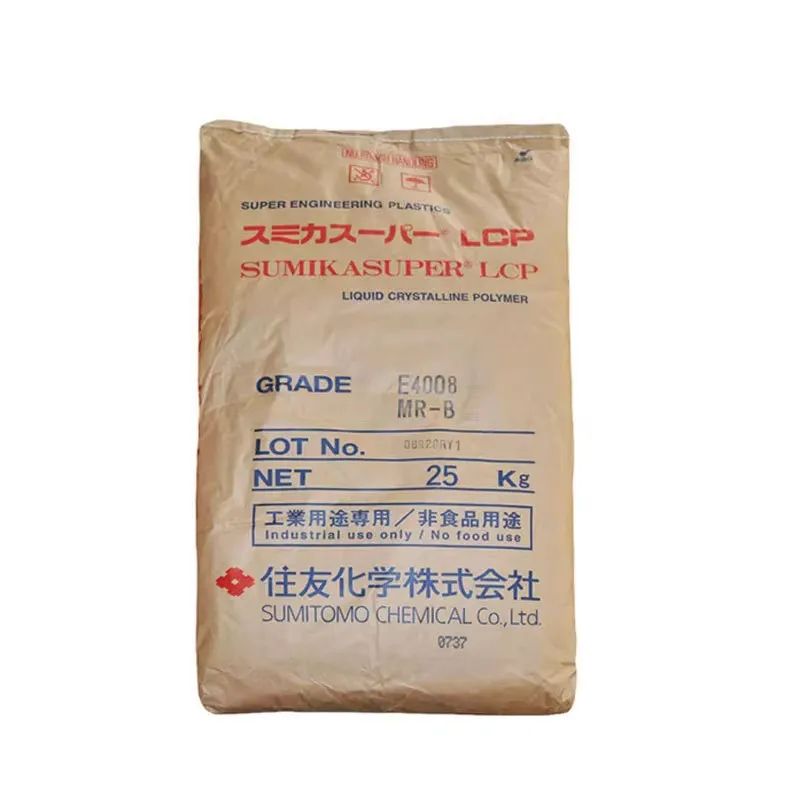 SUPER ENGINEERING PLASTICS
スミカスーパー® LCP
SUMIKASUPER® LCP
LIQUID CRYSTALLINE POLYMER
GRADE E4008
MR-B
LOT No.
NET 25 Kg
工業用途専用/非食品用途
Industrial use only / No food use
住友化学株式会社
SUMITOMO CHEMICAL Co.,Ltd.
0737